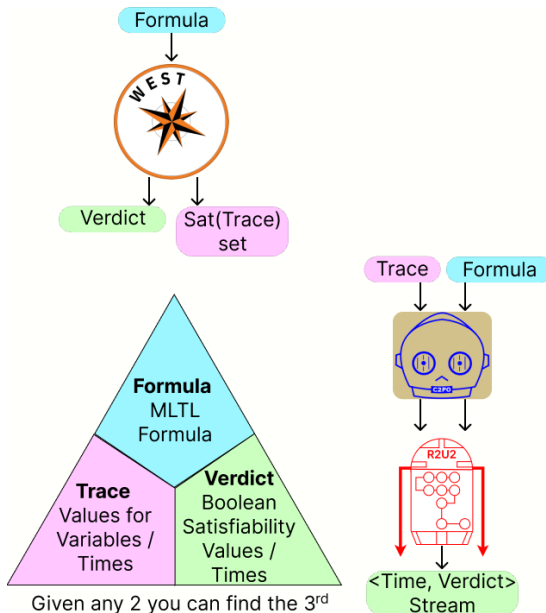 Formula
WEST
Verdict
Sat(Trace)
set
Trace
Formula
C2PO
R2U2
<Time, Verdict>
Stream
Formula
MLTL
Formula
Trace
Values for
Variables /
Times
Verdict
Boolean
Satisfiability
Values /
Times
Given any 2 you can find the 3rd